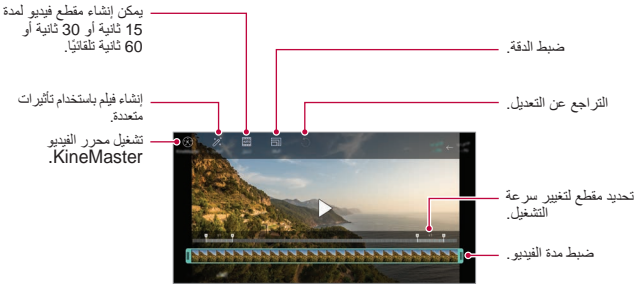 يمكن إنشاء مقطع فيديو لمدة
15 ثانية أو 30 ثانية أو
60 ثانية تلقائيًا.
ضبط الدقة.
إنشاء فيلم باستخدام تأثيرات
متعددة.
التراجع عن التعديل.
تشغيل محرر الفيديو
KineMaster.
تحديد مقطع لتغيير سرعة
التشغيل.
ضبط مدة الفيديو.